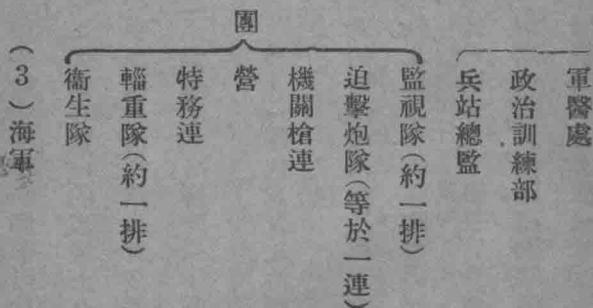 軍醫處
政治訓練部
兵站總監
團
監視隊(約一排)
迫擊炮隊(等於一連)
機關槍連
營
特務連
輜重隊(約一排)
衞生隊
(3)海軍